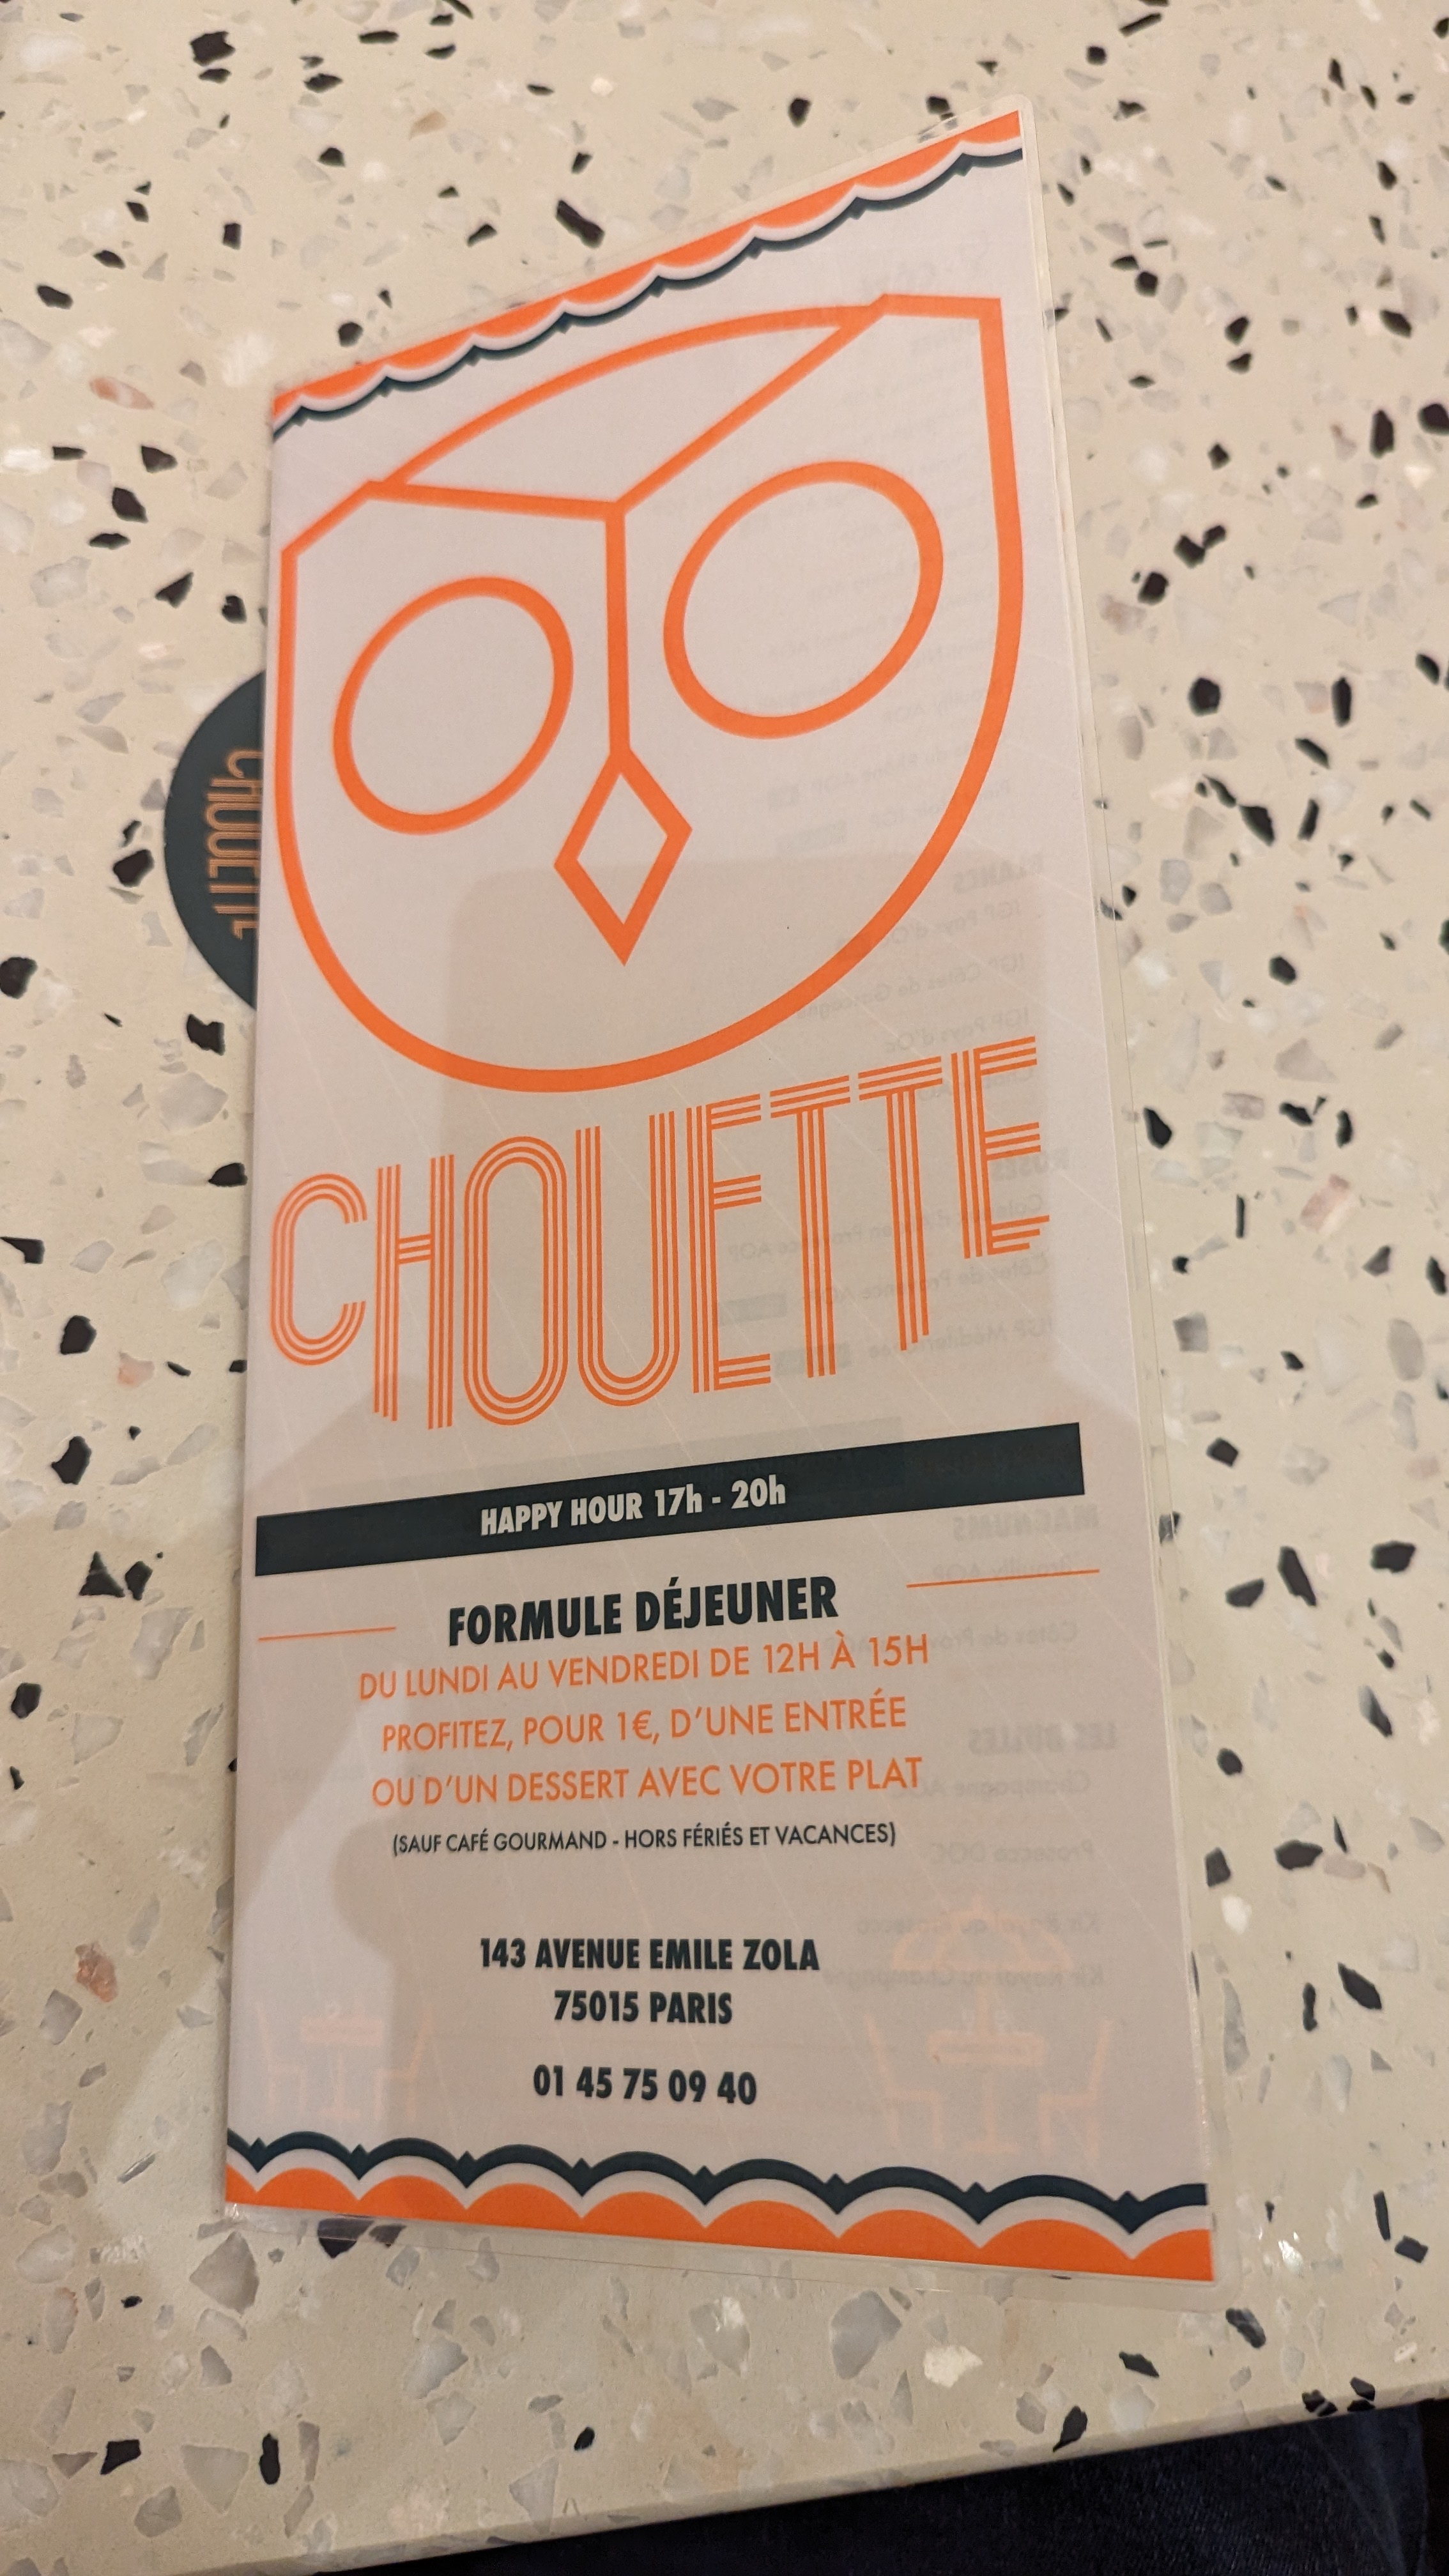 CHOUETTE
CHOUETTE
HAPPY HOUR 17h - 20h
FORMULE DÉJEUNER
DU LUNDI AU VENDREDI DE 12H À 15H
PROFITEZ, POUR 1€, D'UNE ENTRÉE
OU D'UN DESSERT AVEC VOTRE PLAT
(SAUF CAFÉ GOURMAND - HORS FÉRIÉS ET VACANCES)
143 AVENUE EMILE ZOLA
75015 PARIS
01 45 75 09 40